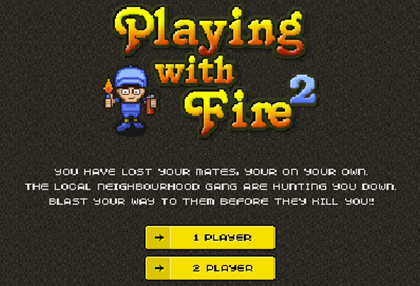 Playing
with
Fire 2
YOU HAVE LOST YOUR MATES, YOUR ON YOUR OWN.
THE LOCAL NEIGHBOURHOOD GANG ARE HUNTING YOU DOWN.
BLAST YOUR WAY TO THEM BEFORE THEY KILL YOU!!
→ 1 PLAYER
→ 2 PLAYER